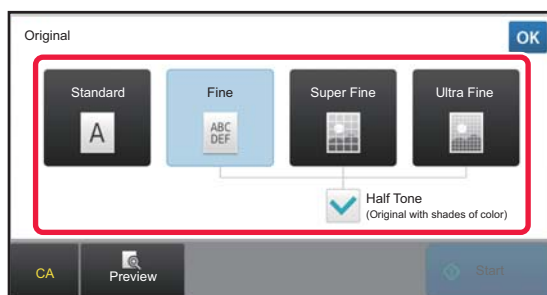 Original
OK
Standard
Fine
Super Fine
Ultra Fine
A
ABC
DEF
Half Tone
(Original with shades of color)
CA
Preview
Start